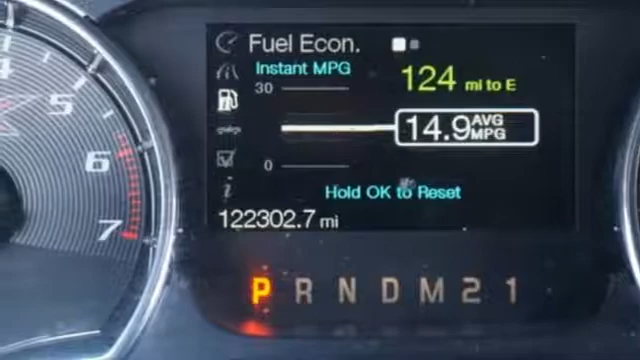 Fuel Econ.
Instant MPG
30
124 mi to E
14.9 AVG MPG
0
Hold OK to Reset
122302.7 mi
P R N D M 2 1
4
5
6
7